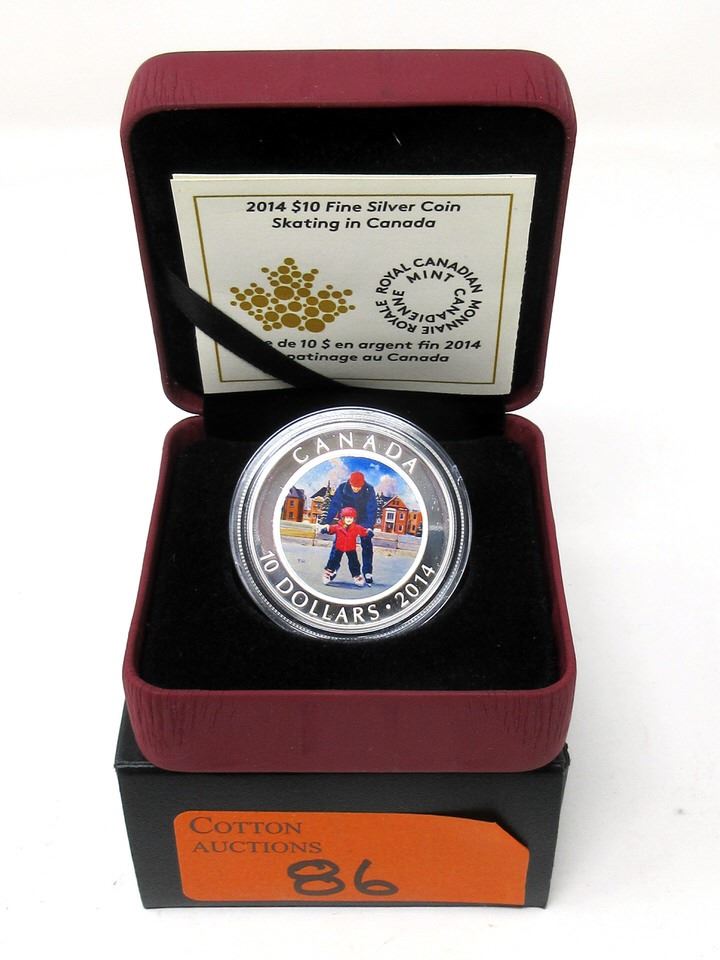 2014 $10 Fine Silver Coin
Skating in Canada
ROYAL CANADIAN MINT
MONNAIE ROYALE CANADIENNE
de 10 $ en argent fin 2014
patinage au Canada
CANADA
10 DOLLARS • 2014
COTTON
AUCTIONS
86